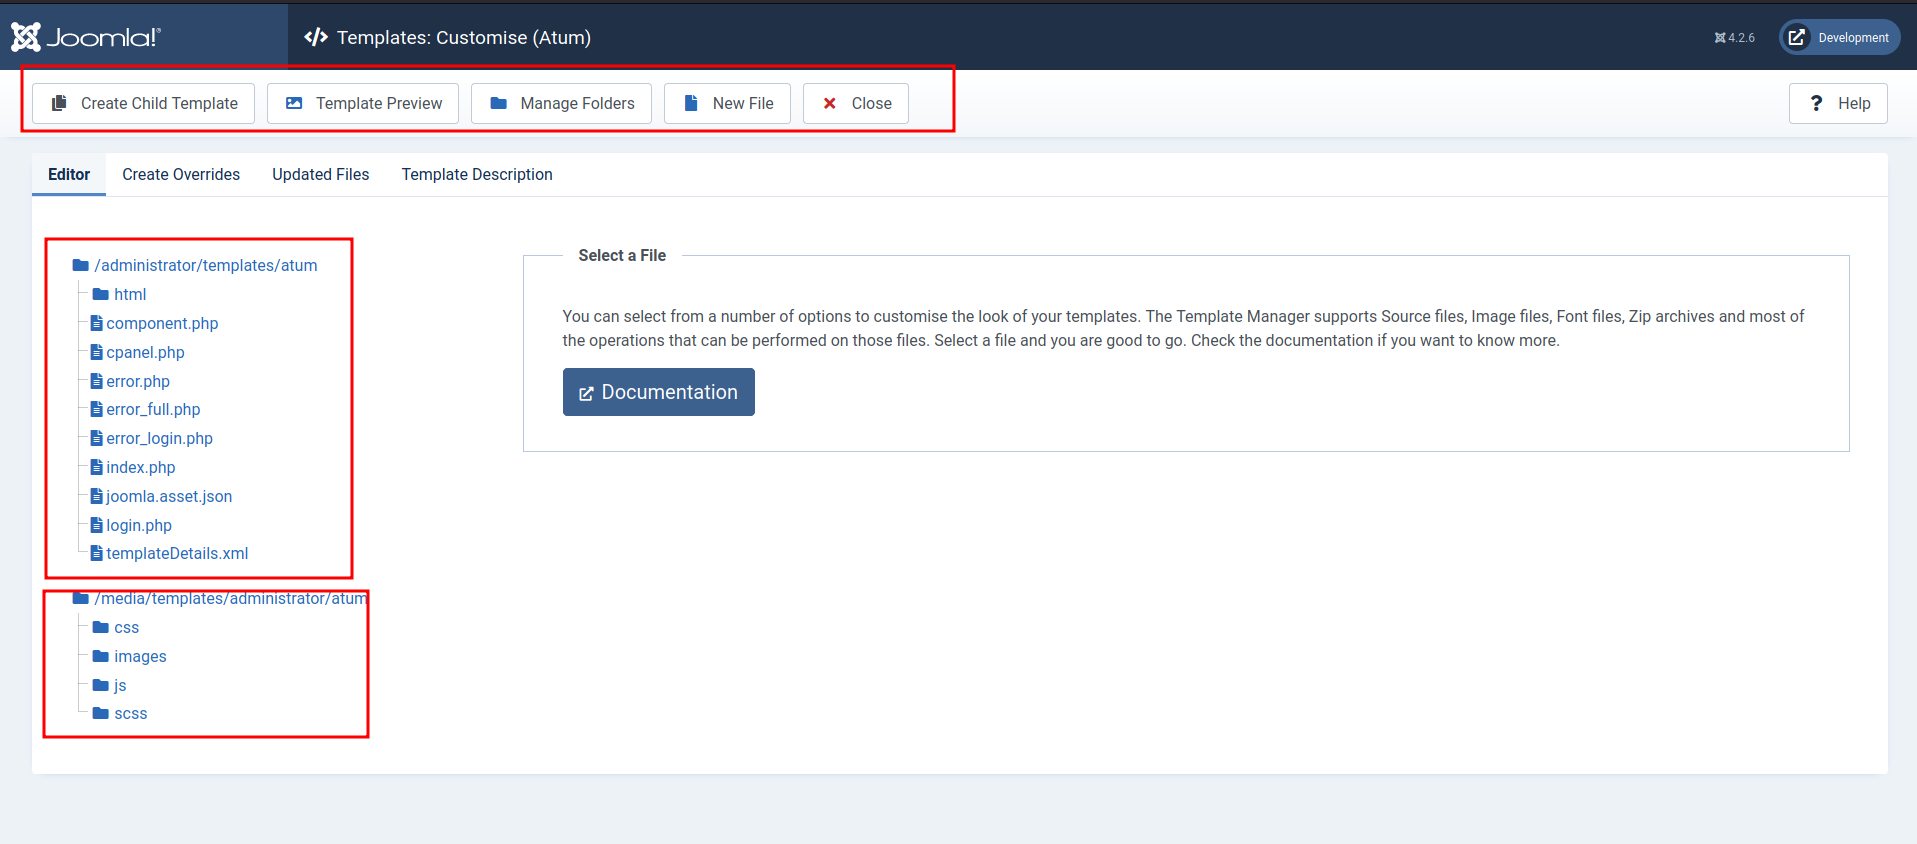 Joomla!®
Templates: Customise (Atum)
4.2.6
Development
Create Child Template
Template Preview
Manage Folders
New File
Close
? Help
Editor
Create Overrides
Updated Files
Template Description
/administrator/templates/atum
html
component.php
cpanel.php
error.php
error_full.php
error_login.php
index.php
joomla.asset.json
login.php
templateDetails.xml
/media/templates/administrator/atum
css
images
js
scss
Select a File
You can select from a number of options to customise the look of your templates. The Template Manager supports Source files, Image files, Font files, Zip archives and most of
the operations that can be performed on those files. Select a file and you are good to go. Check the documentation if you want to know more.
Documentation